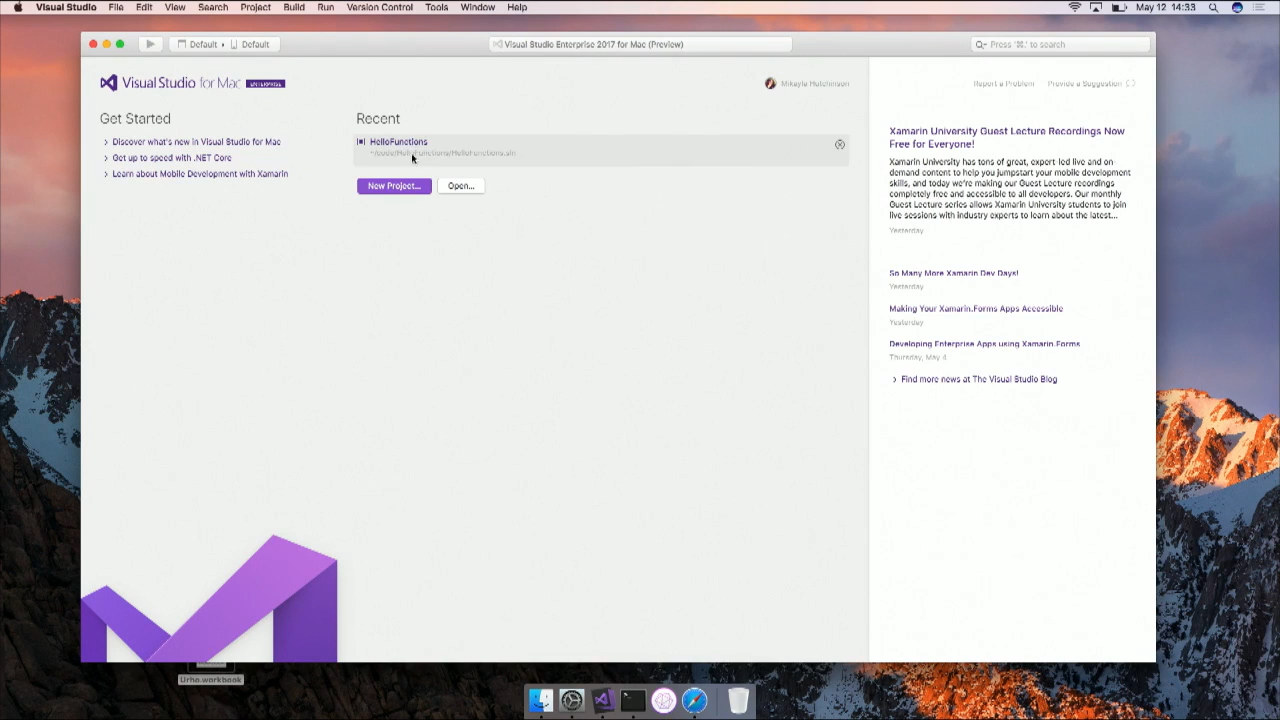 Visual Studio File Edit View Search Project Build Run Version Control Tools Window Help May 12 14:33
Default › Default
Visual Studio Enterprise 2017 for Mac (Preview)
Press '⌘.' to search
Visual Studio for Mac ENTERPRISE
Mikayla Hutchinson
Get Started
Discover what's new in Visual Studio for Mac
Get up to speed with .NET Core
Learn about Mobile Development with Xamarin
Recent
HelloFunctions
~/code/HelloFunctions/HelloFunctions.sln
New Project... Open...
Report a Problem Provide a Suggestion
Xamarin University Guest Lecture Recordings Now
Free for Everyone!
Xamarin University has tons of great, expert-led live and on-
demand content to help you jumpstart your mobile development
skills, and today we're making our Guest Lecture recordings
completely free and accessible to all developers. Our monthly
Guest Lecture series allows Xamarin University students to join
live sessions with industry experts to learn about the latest...
Yesterday
So Many More Xamarin Dev Days!
Yesterday
Making Your Xamarin.Forms Apps Accessible
Yesterday
Developing Enterprise Apps using Xamarin.Forms
Thursday, May 4
Find more news at The Visual Studio Blog
Urho.workbook